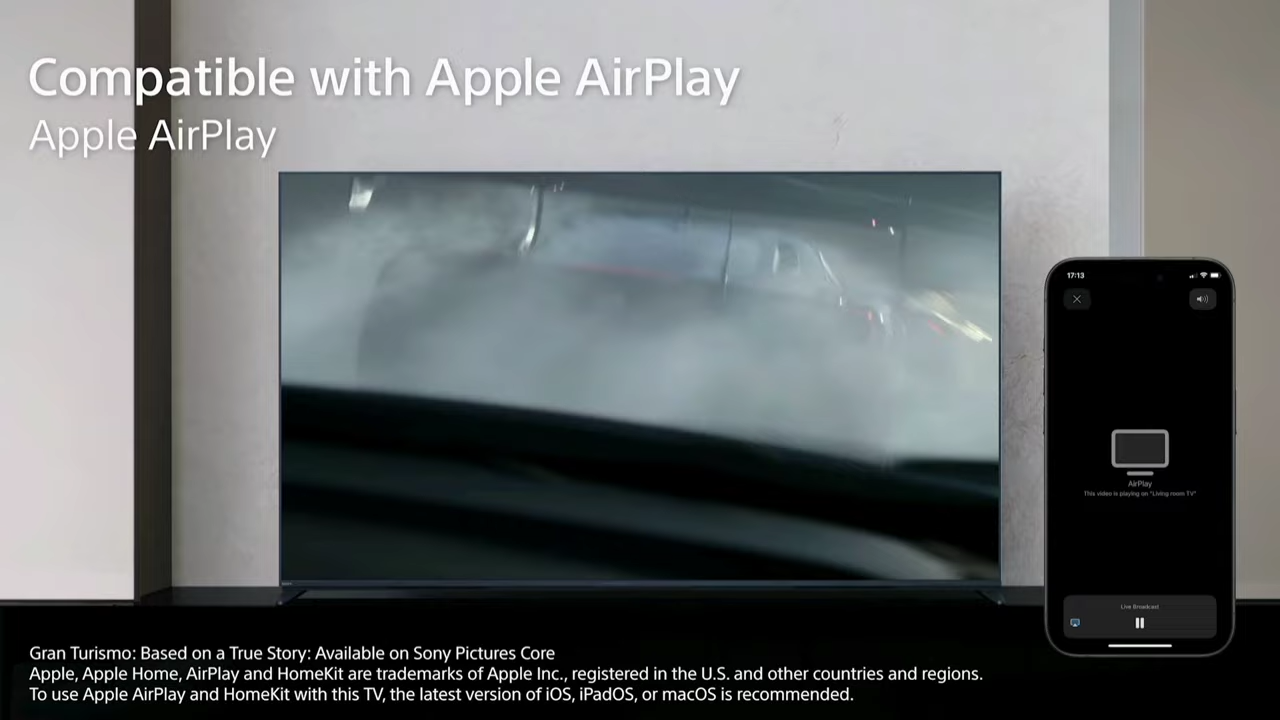 Compatible with Apple AirPlay
Apple AirPlay
17:13
AirPlay
This video is playing on "Living room TV"
Live Broadcast
Gran Turismo: Based on a True Story: Available on Sony Pictures Core
Apple, Apple Home, AirPlay and HomeKit are trademarks of Apple Inc., registered in the U.S. and other countries and regions.
To use Apple AirPlay and HomeKit with this TV, the latest version of iOS, iPadOS, or macOS is recommended.